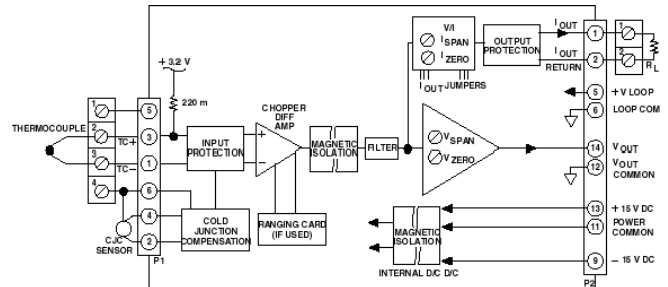 + 3.2 V
220 m
THERMOCOUPLE
1
2
TC+
3
TC−
4
5
3
1
6
4
2
P1
CJC
SENSOR
INPUT
PROTECTION
COLD
JUNCTION
COMPENSATION
CHOPPER
DIFF
AMP
+
−
RANGING CARD
(IF USED)
MAGNETIC
ISOLATION
FILTER
V/I
I SPAN
I ZERO
I OUT JUMPERS
OUTPUT
PROTECTION
V SPAN
V ZERO
MAGNETIC
ISOLATION
INTERNAL D/C D/C
I OUT
I OUT
RETURN
1
2
1
2
R L
5
+ V LOOP
6
LOOP COM
14
V OUT
12
V OUT
COMMON
13
+ 15 V DC
11
POWER
COMMON
9
− 15 V DC
P2